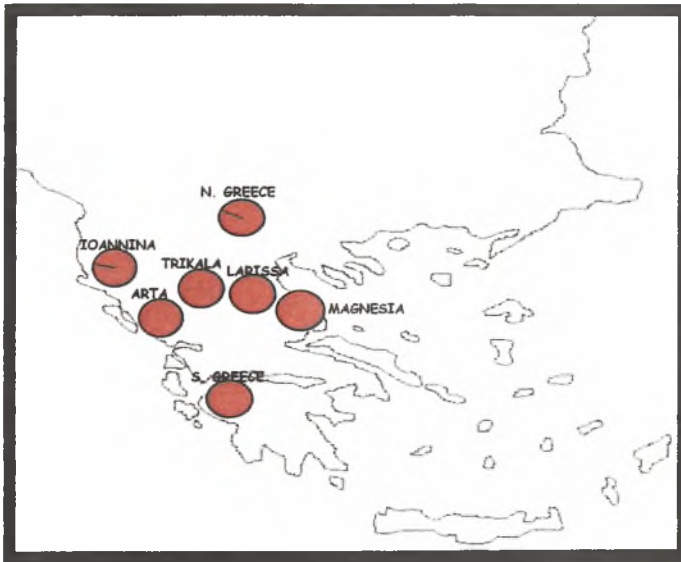 N. GREECE
IOANNINA
TRIKALA
LARISSA
ARTA
MAGNESIA
S. GREECE